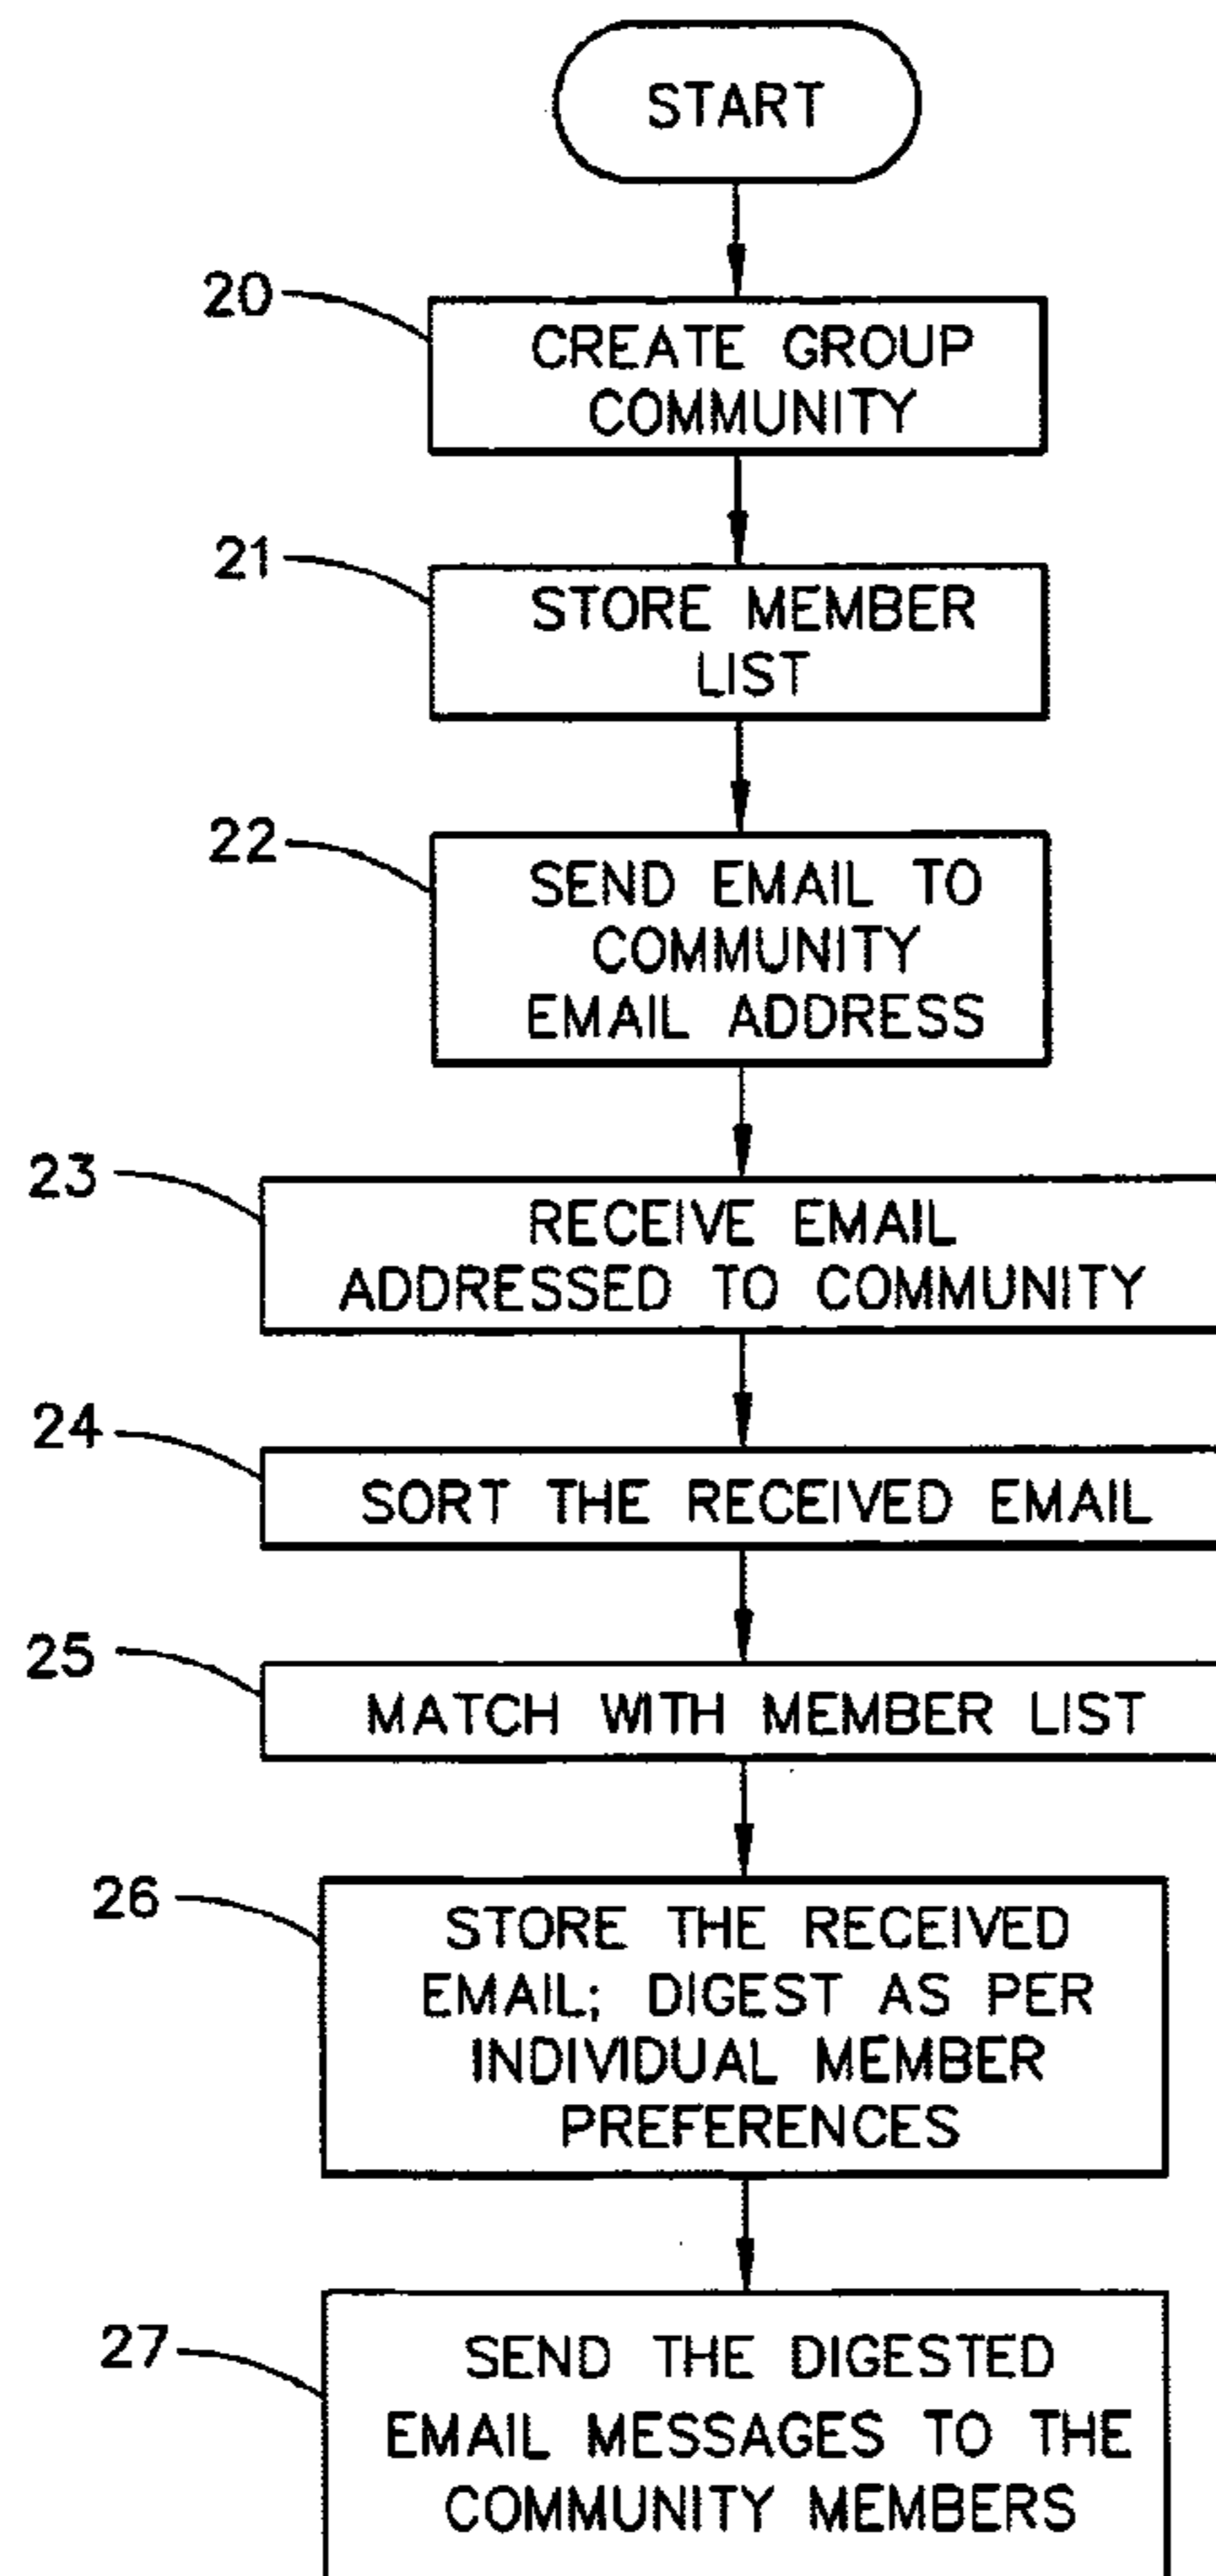 START
20
CREATE GROUP
COMMUNITY
21
STORE MEMBER
LIST
22
SEND EMAIL TO
COMMUNITY
EMAIL ADDRESS
23
RECEIVE EMAIL
ADDRESSED TO COMMUNITY
24
SORT THE RECEIVED EMAIL
25
MATCH WITH MEMBER LIST
26
STORE THE RECEIVED
EMAIL; DIGEST AS PER
INDIVIDUAL MEMBER
PREFERENCES
27
SEND THE DIGESTED
EMAIL MESSAGES TO THE
COMMUNITY MEMBERS